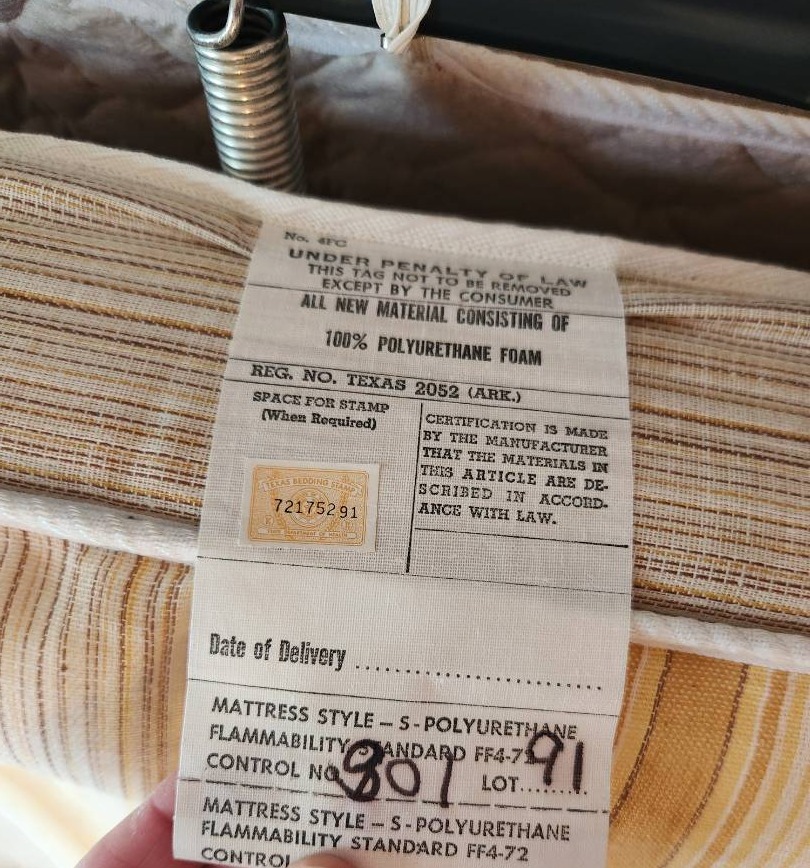 No. 4FC
UNDER PENALTY OF LAW
THIS TAG NOT TO BE REMOVED
EXCEPT BY THE CONSUMER
ALL NEW MATERIAL CONSISTING OF
100% POLYURETHANE FOAM
REG. NO. TEXAS 2052 (ARK.)
SPACE FOR STAMP
(When Required)
TEXAS BEDDING STAMP
72175291
CERTIFICATION IS MADE
BY THE MANUFACTURER
THAT THE MATERIALS IN
THIS ARTICLE ARE DE-
SCRIBED IN ACCORD-
ANCE WITH LAW.
Date of Delivery
MATTRESS STYLE – S-POLYURETHANE
FLAMMABILITY STANDARD FF4-72
CONTROL NO 801 LOT 91
MATTRESS STYLE – S-POLYURETHANE
FLAMMABILITY STANDARD FF4-72
CONTROL